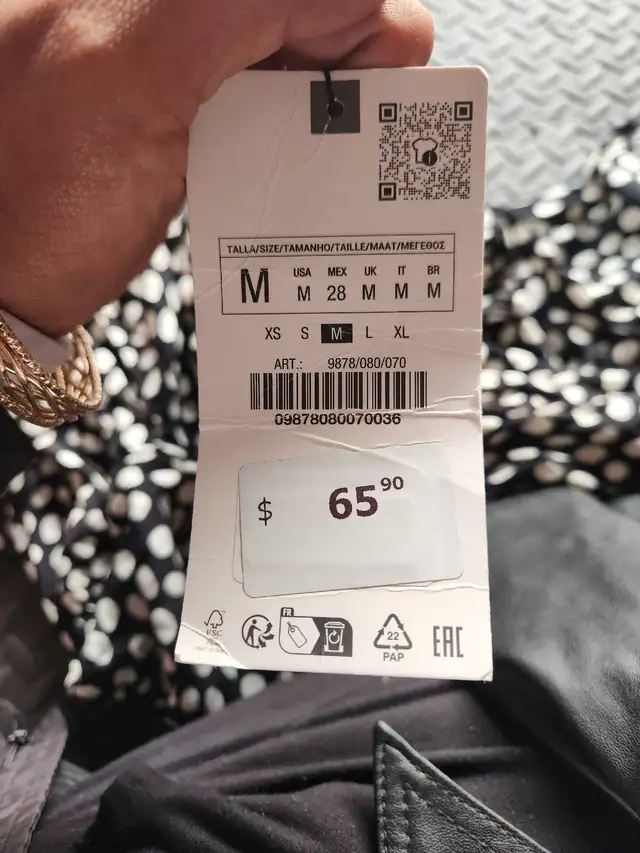 TALLA/SIZE/TAMANHO/TAILLE/MAAT/ΜΕΓΕΘΟΣ
M
USA MEX UK IT BR
M 28 M M M
XS S M L XL
ART.: 9878/080/070
09878080070036
$ 65 90
FSC
FR
22
PAP
EAC